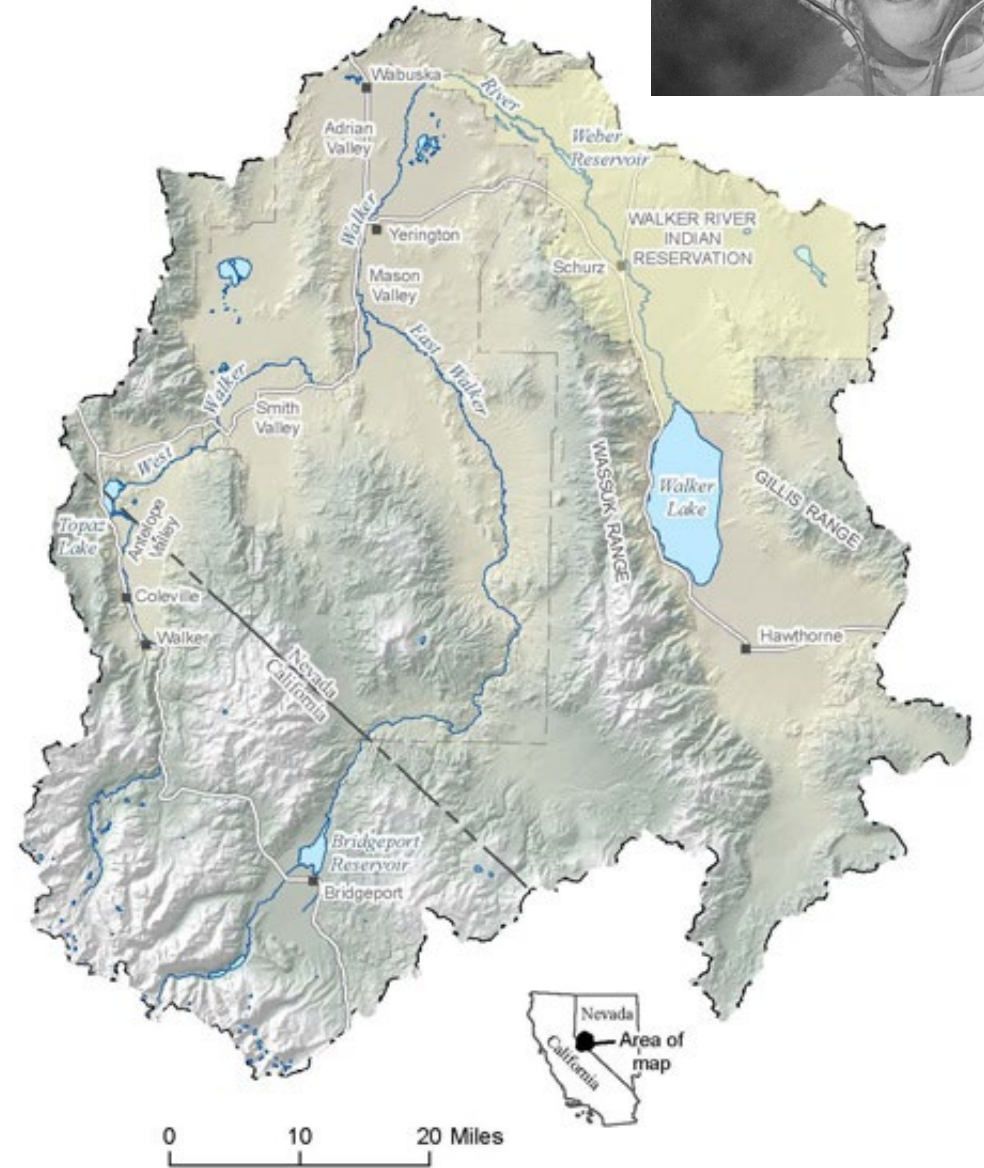 Wabuska
River
Adrian
Valley
Weber
Reservoir
Walker
Yerington
WALKER RIVER
INDIAN
RESERVATION
Schurz
Mason
Valley
East Walker
Walker
Smith
Valley
West
WASSUK RANGE
Walker
Lake
GILLIS RANGE
Topaz
Lake
Antelope
Valley
Coleville
Walker
Hawthorne
Nevada
California
Bridgeport
Reservoir
Bridgeport
Nevada
California
Area of
map
0 10 20 Miles